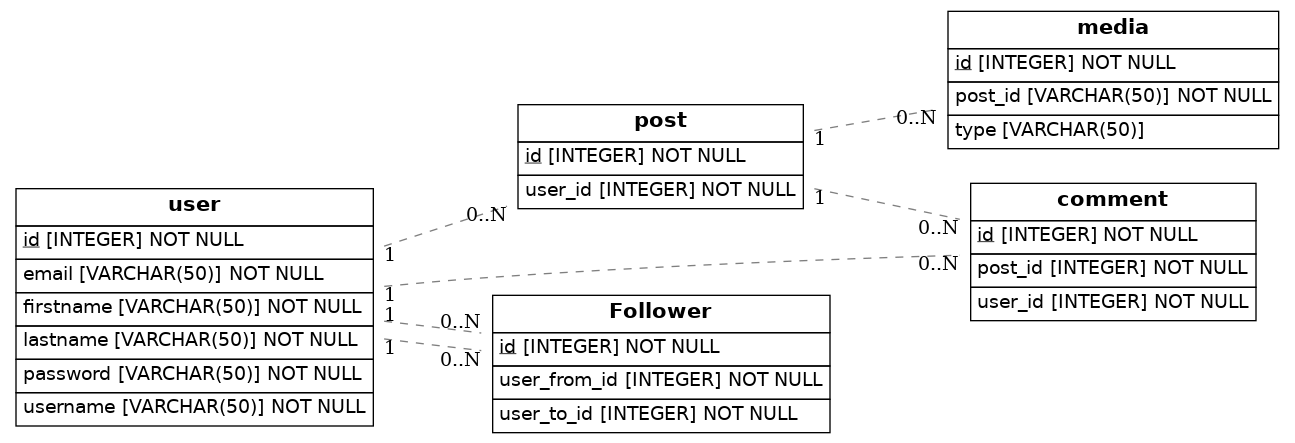 media
id [INTEGER] NOT NULL
post_id [VARCHAR(50)] NOT NULL
type [VARCHAR(50)]
post
id [INTEGER] NOT NULL
user_id [INTEGER] NOT NULL
1
0..N
1
0..N
user
id [INTEGER] NOT NULL
email [VARCHAR(50)] NOT NULL
firstname [VARCHAR(50)] NOT NULL
lastname [VARCHAR(50)] NOT NULL
password [VARCHAR(50)] NOT NULL
username [VARCHAR(50)] NOT NULL
0..N
1
0..N
1
1
0..N
1
0..N
comment
id [INTEGER] NOT NULL
post_id [INTEGER] NOT NULL
user_id [INTEGER] NOT NULL
Follower
id [INTEGER] NOT NULL
user_from_id [INTEGER] NOT NULL
user_to_id [INTEGER] NOT NULL